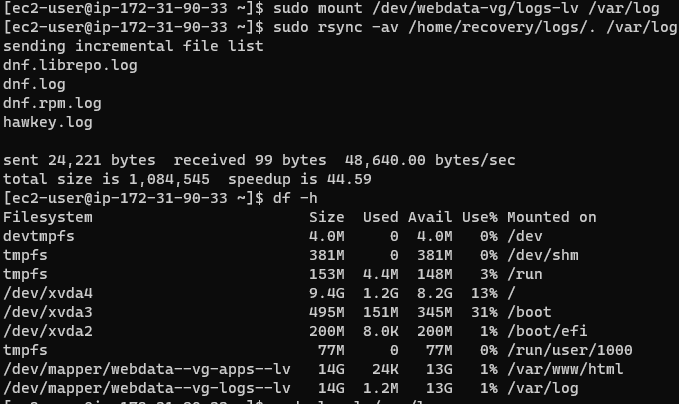 [ec2-user@ip-172-31-90-33 ~]$ sudo mount /dev/webdata-vg/logs-lv /var/log
[ec2-user@ip-172-31-90-33 ~]$ sudo rsync -av /home/recovery/logs/. /var/log
sending incremental file list
dnf.librepo.log
dnf.log
dnf.rpm.log
hawkey.log

sent 24,221 bytes  received 99 bytes  48,640.00 bytes/sec
total size is 1,084,545  speedup is 44.59
[ec2-user@ip-172-31-90-33 ~]$ df -h
Filesystem                          Size  Used Avail Use% Mounted on
devtmpfs                            4.0M     0  4.0M   0% /dev
tmpfs                               381M     0  381M   0% /dev/shm
tmpfs                               153M  4.4M  148M   3% /run
/dev/xvda4                          9.4G  1.2G  8.2G  13% /
/dev/xvda3                          495M  151M  345M  31% /boot
/dev/xvda2                          200M  8.0K  200M   1% /boot/efi
tmpfs                                77M     0   77M   0% /run/user/1000
/dev/mapper/webdata--vg-apps--lv     14G   24K   13G   1% /var/www/html
/dev/mapper/webdata--vg-logs--lv     14G  1.2M   13G   1% /var/log